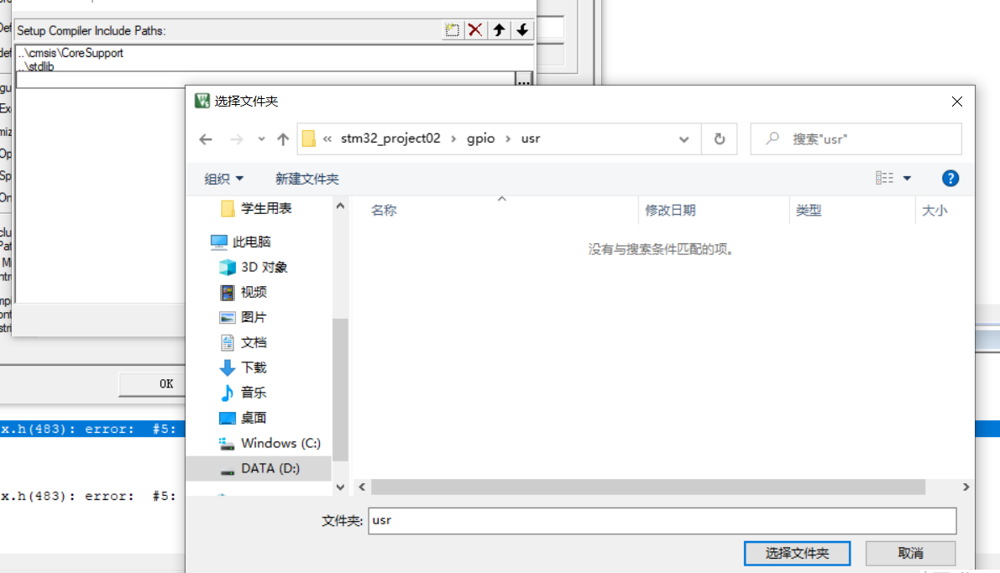 Setup Compiler Include Paths:
..\cmsis\CoreSupport
..\stdlib
...
选择文件夹
« stm32_project02 › gpio › usr
搜索"usr"
组织
新建文件夹
学生用表
此电脑
3D 对象
视频
图片
文档
下载
音乐
桌面
Windows (C:)
DATA (D:)
名称
修改日期
类型
大小
没有与搜索条件匹配的项。
OK
x.h(483): error: #5:
x.h(483): error: #5:
文件夹:
usr
选择文件夹
取消